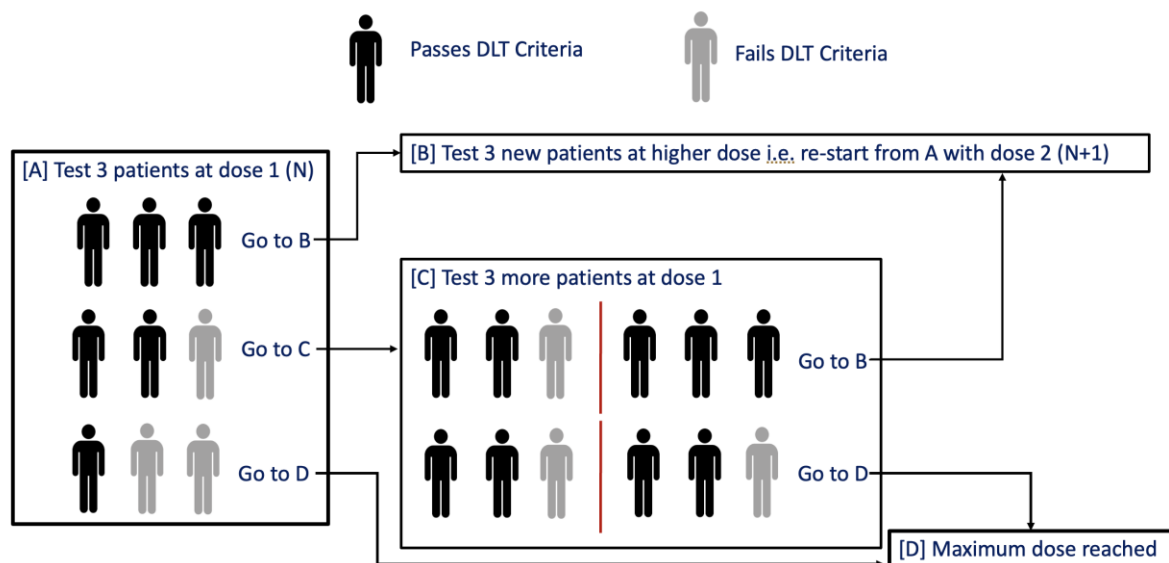 Passes DLT Criteria
Fails DLT Criteria
[A] Test 3 patients at dose 1 (N)
Go to B
Go to C
Go to D
[B] Test 3 new patients at higher dose i.e. re-start from A with dose 2 (N+1)
[C] Test 3 more patients at dose 1
Go to B
Go to D
[D] Maximum dose reached